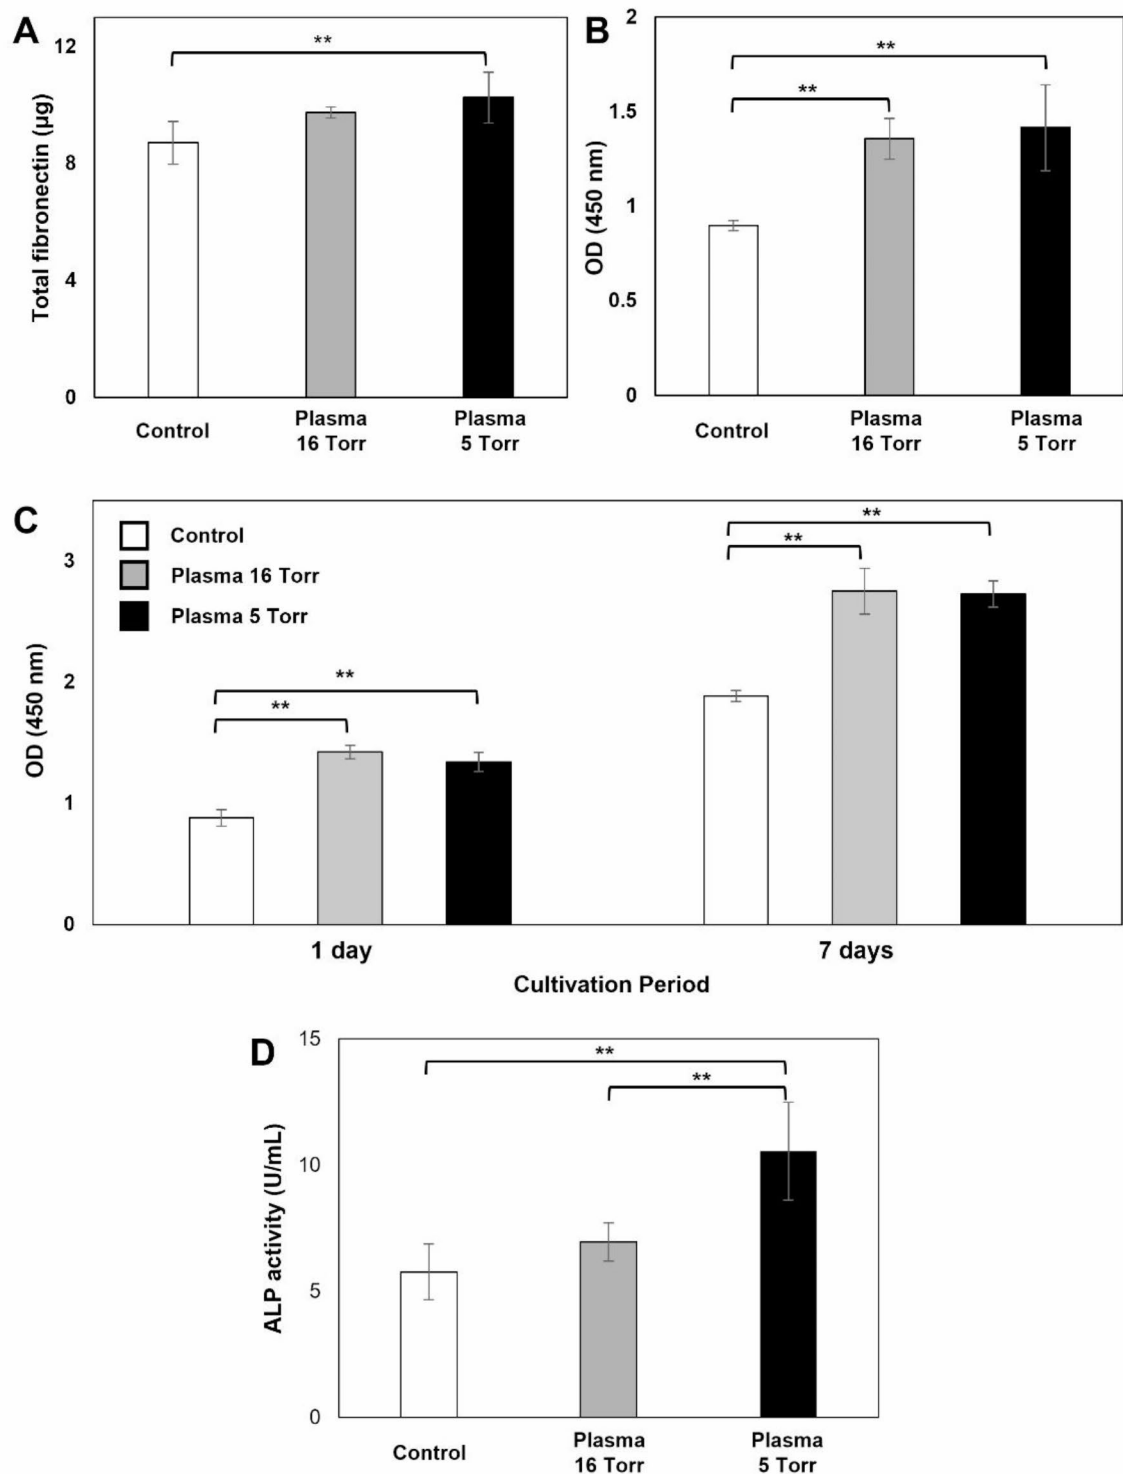 A
12
8
4
0
Total fibronectin (µg)
**
Control
Plasma
16 Torr
Plasma
5 Torr
B
2
1.5
1
0.5
0
OD (450 nm)
**
**
Control
Plasma
16 Torr
Plasma
5 Torr
C
3
2
1
0
OD (450 nm)
Control
Plasma 16 Torr
Plasma 5 Torr
**
**
**
**
1 day
7 days
Cultivation Period
D
15
10
5
0
ALP activity (U/mL)
**
**
Control
Plasma
16 Torr
Plasma
5 Torr